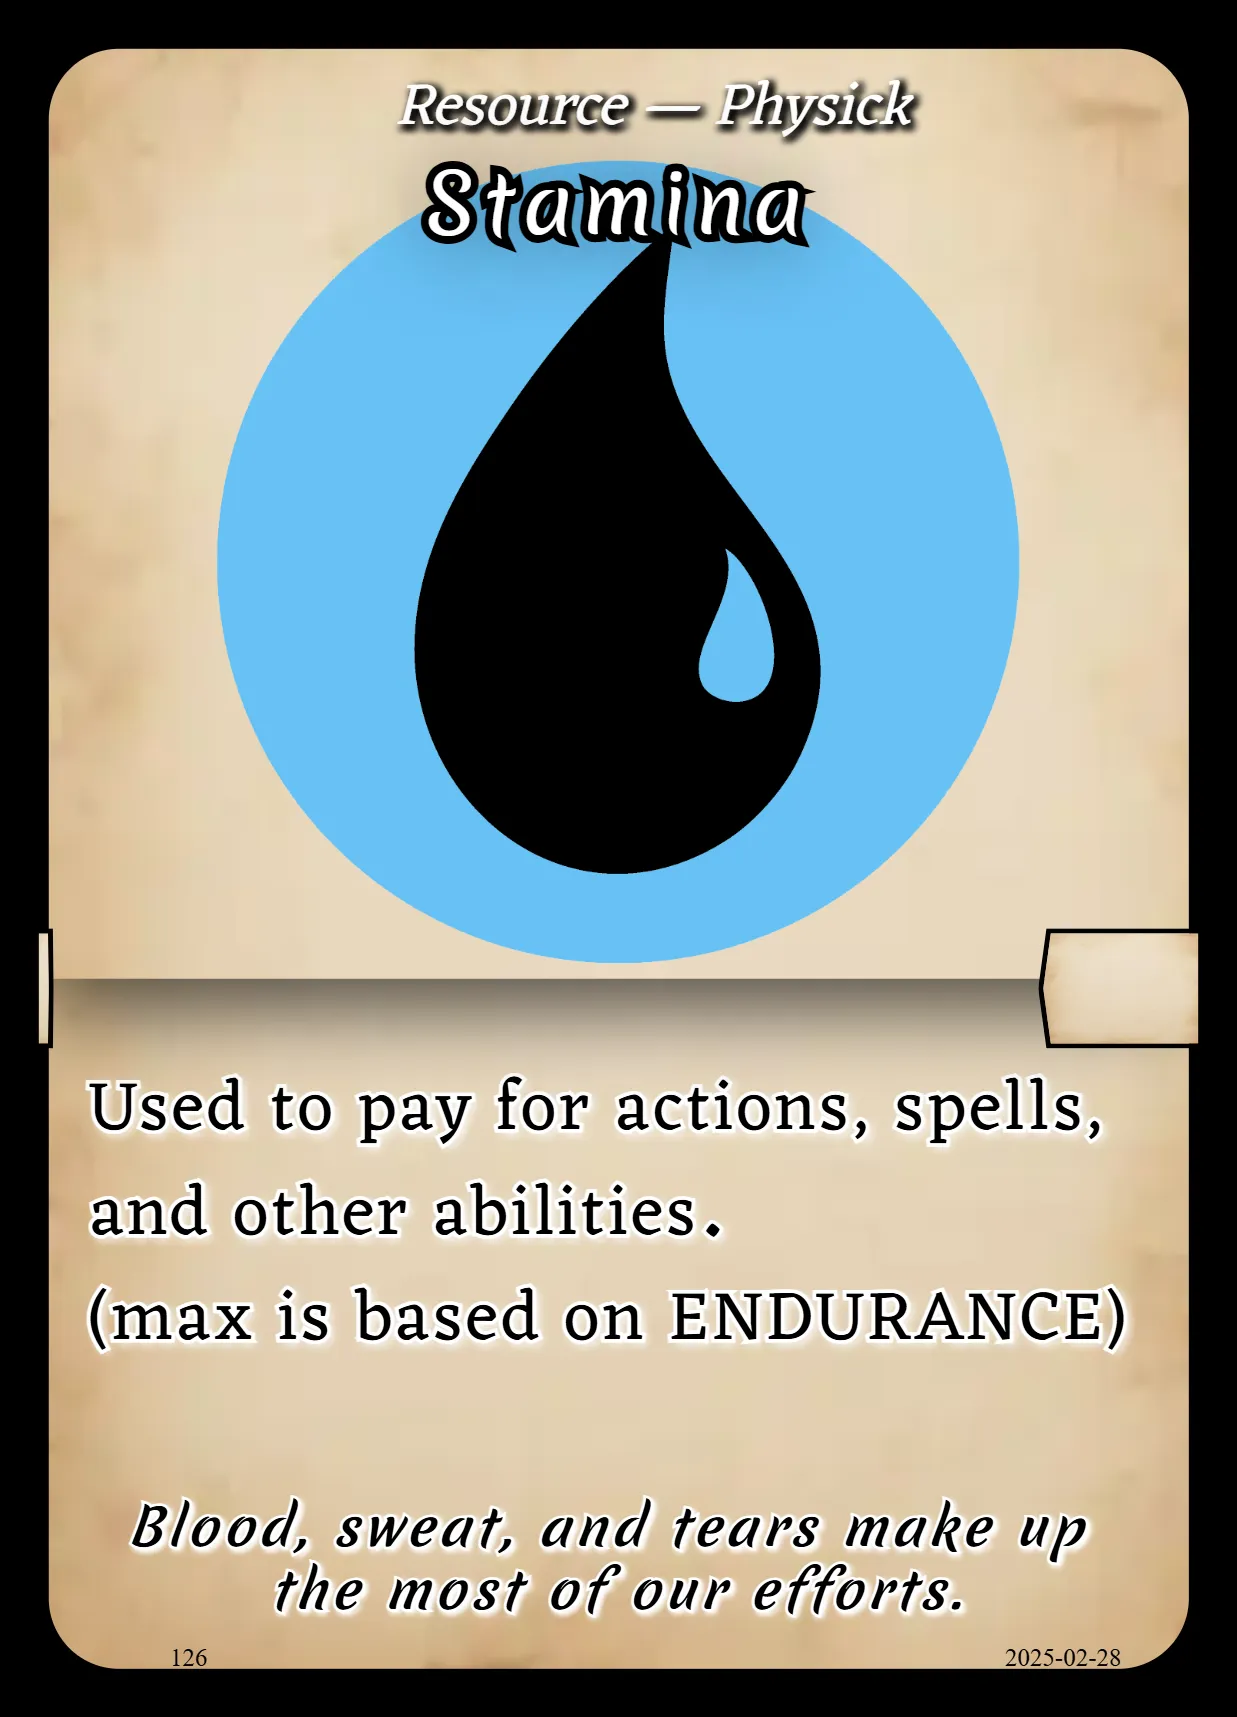 Resource — Physick
Stamina
Used to pay for actions, spells,
and other abilities.
(max is based on ENDURANCE)
Blood, sweat, and tears make up
the most of our efforts.
126
2025-02-28